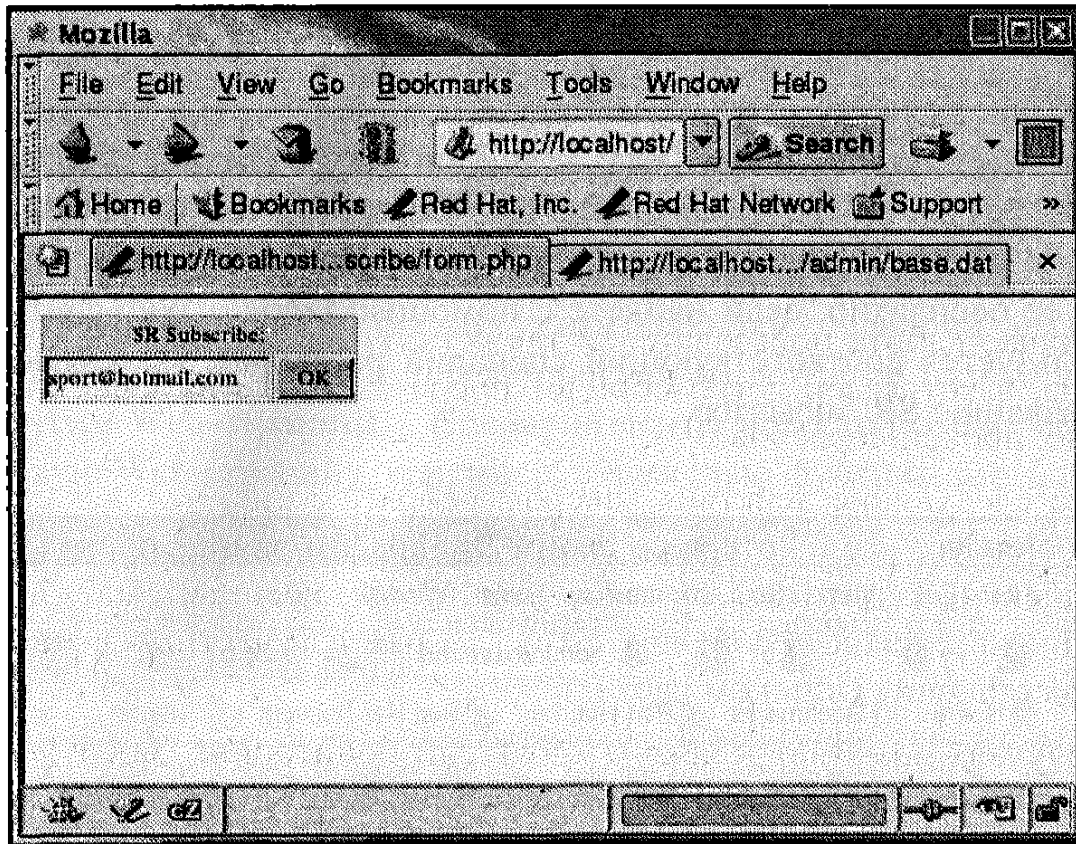 Mozilla
File Edit View Go Bookmarks Tools Window Help
http://localhost/ Search
Home Bookmarks Red Hat, Inc. Red Hat Network Support »
http://localhost...scribe/form.php http://localhost.../admin/base.dat ×
SR Subscribe:
sport@hotmail.com OK